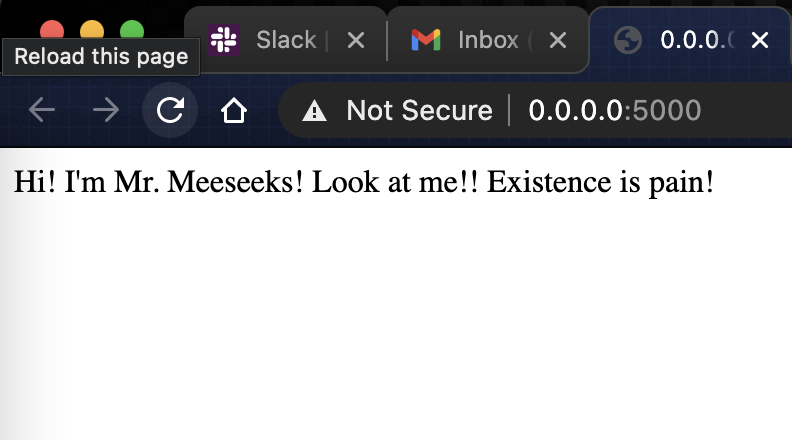 Reload this page
Slack
Inbox (
0.0.0.0
Not Secure
0.0.0.0:5000
Hi! I'm Mr. Meeseeks! Look at me!! Existence is pain!